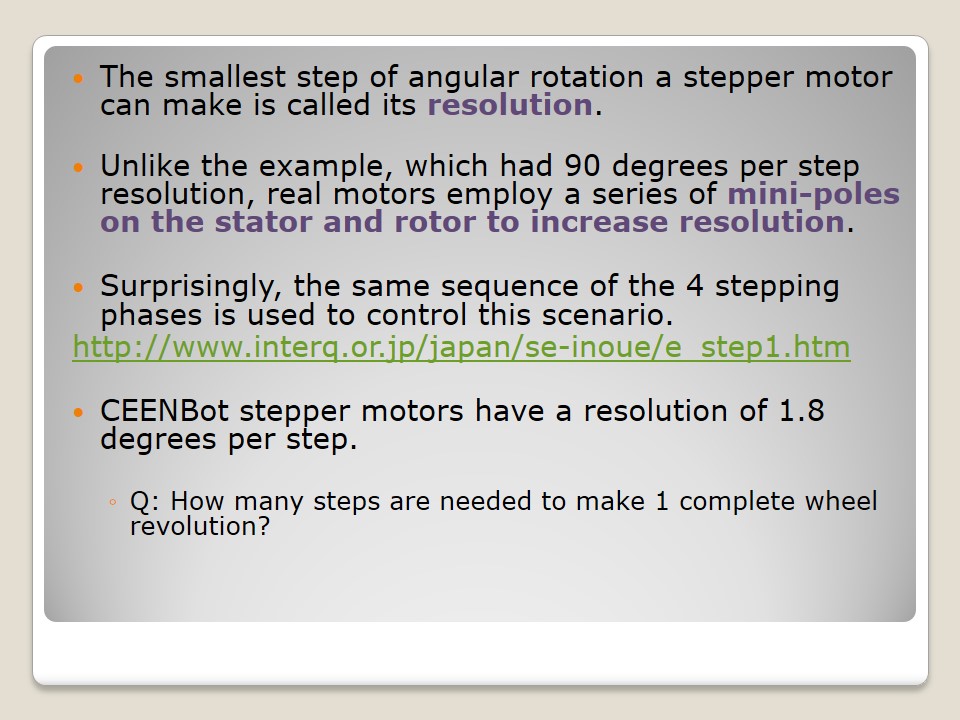 The smallest step of angular rotation a stepper motor
can make is called its resolution.
Unlike the example, which had 90 degrees per step
resolution, real motors employ a series of mini-poles
on the stator and rotor to increase resolution.
Surprisingly, the same sequence of the 4 stepping
phases is used to control this scenario.
http://www.interq.or.jp/japan/se-inoue/e_step1.htm
CEENBot stepper motors have a resolution of 1.8
degrees per step.
Q: How many steps are needed to make 1 complete wheel
revolution?